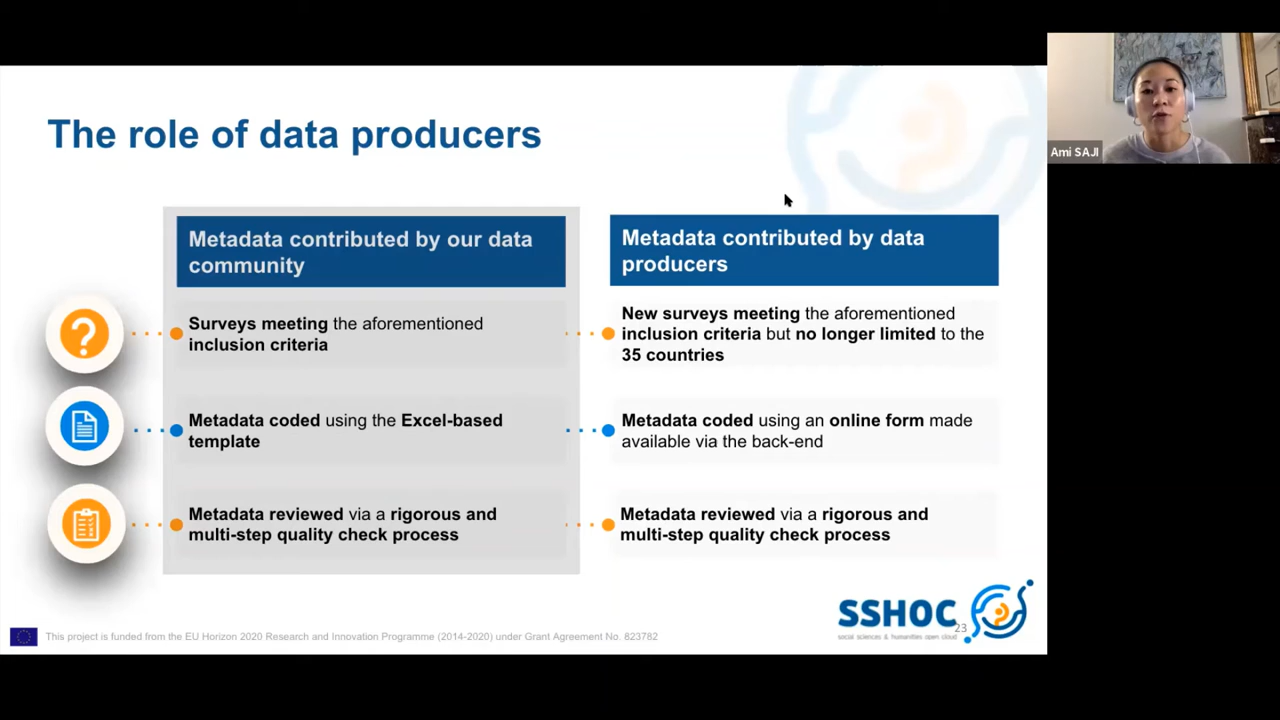 The role of data producers
Ami SAJI
Metadata contributed by our data
community
Metadata contributed by data
producers
Surveys meeting the aforementioned
inclusion criteria
New surveys meeting the aforementioned
inclusion criteria but no longer limited to the
35 countries
Metadata coded using the Excel-based
template
Metadata coded using an online form made
available via the back-end
Metadata reviewed via a rigorous and
multi-step quality check process
Metadata reviewed via a rigorous and
multi-step quality check process
SSHOC
social sciences & humanities open cloud
23
This project is funded from the EU Horizon 2020 Research and Innovation Programme (2014-2020) under Grant Agreement No. 823782